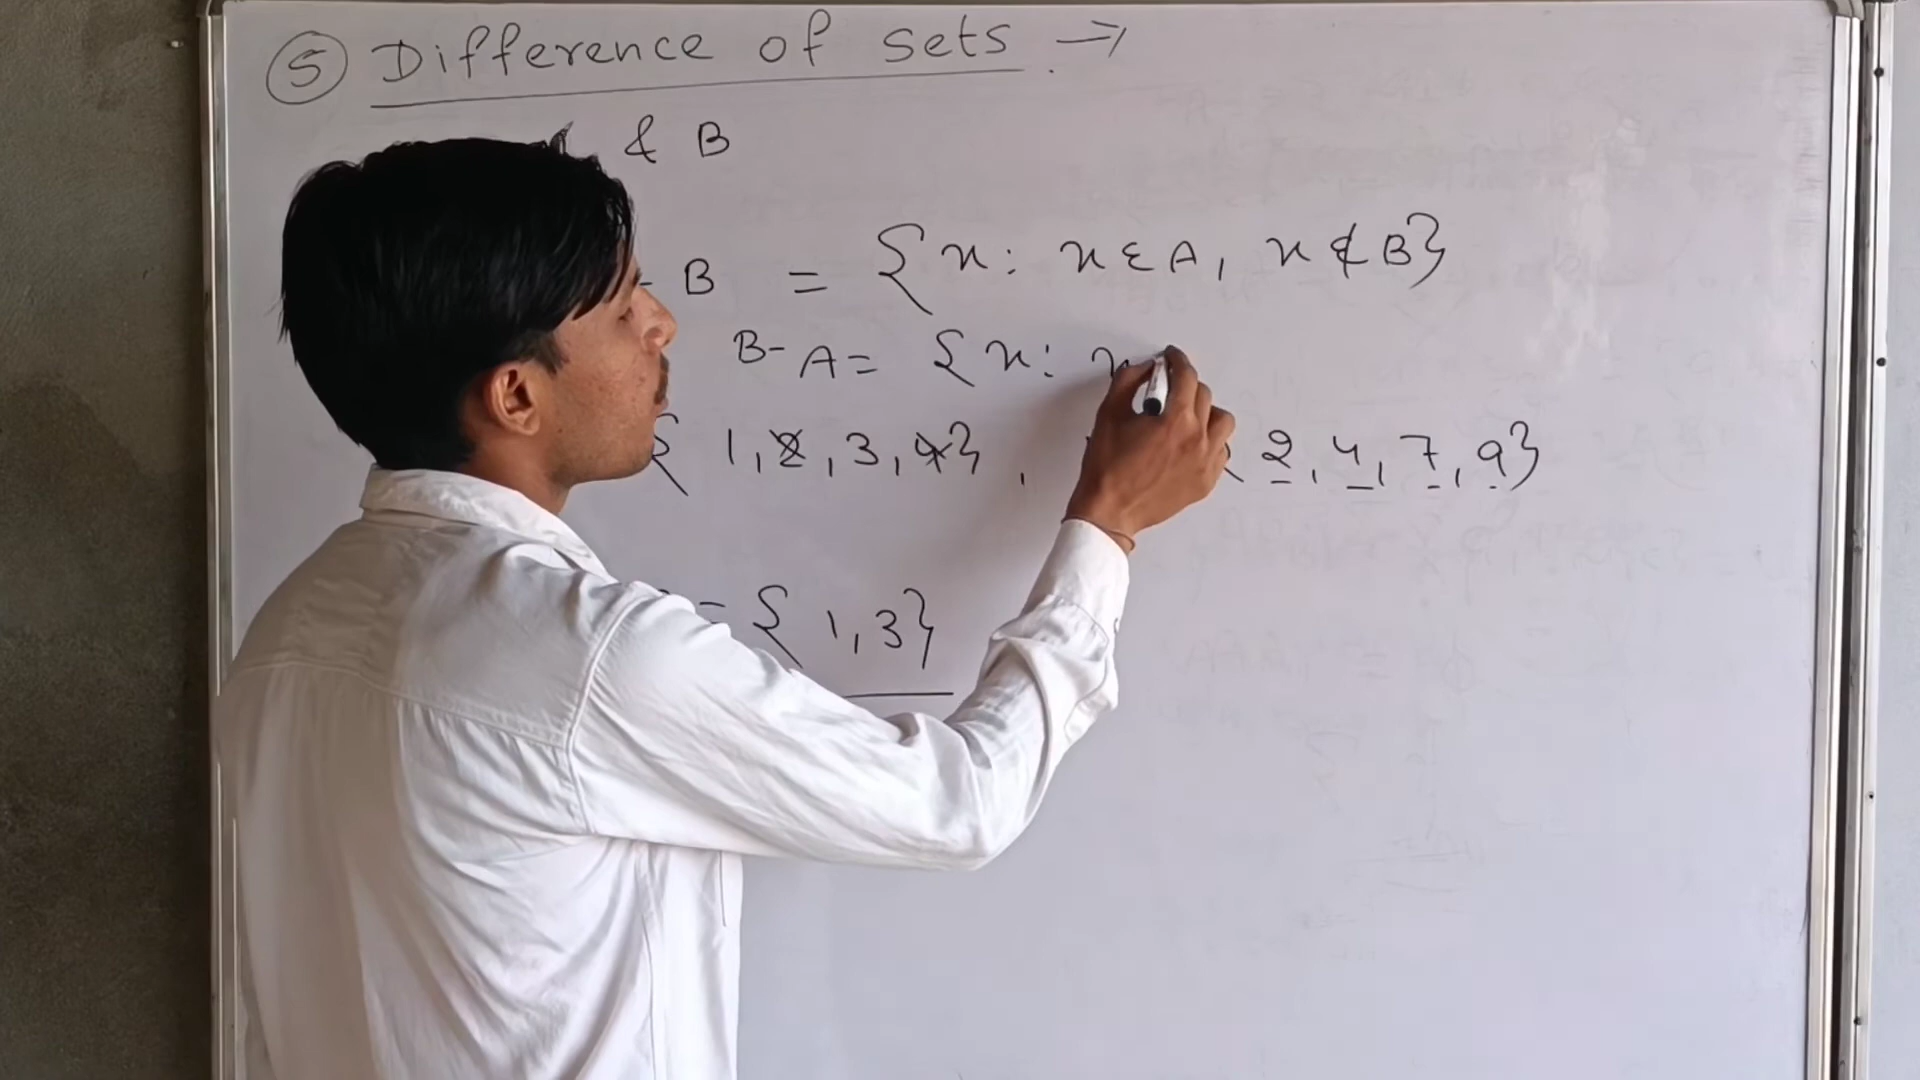 ⑤ Difference of sets →
& B
- B = {x: x ∈ A, x ∉ B}
B - A = {x: x
{ 1, 2, 3, 4}, { 2, 4, 7, 9}
= { 1, 3}